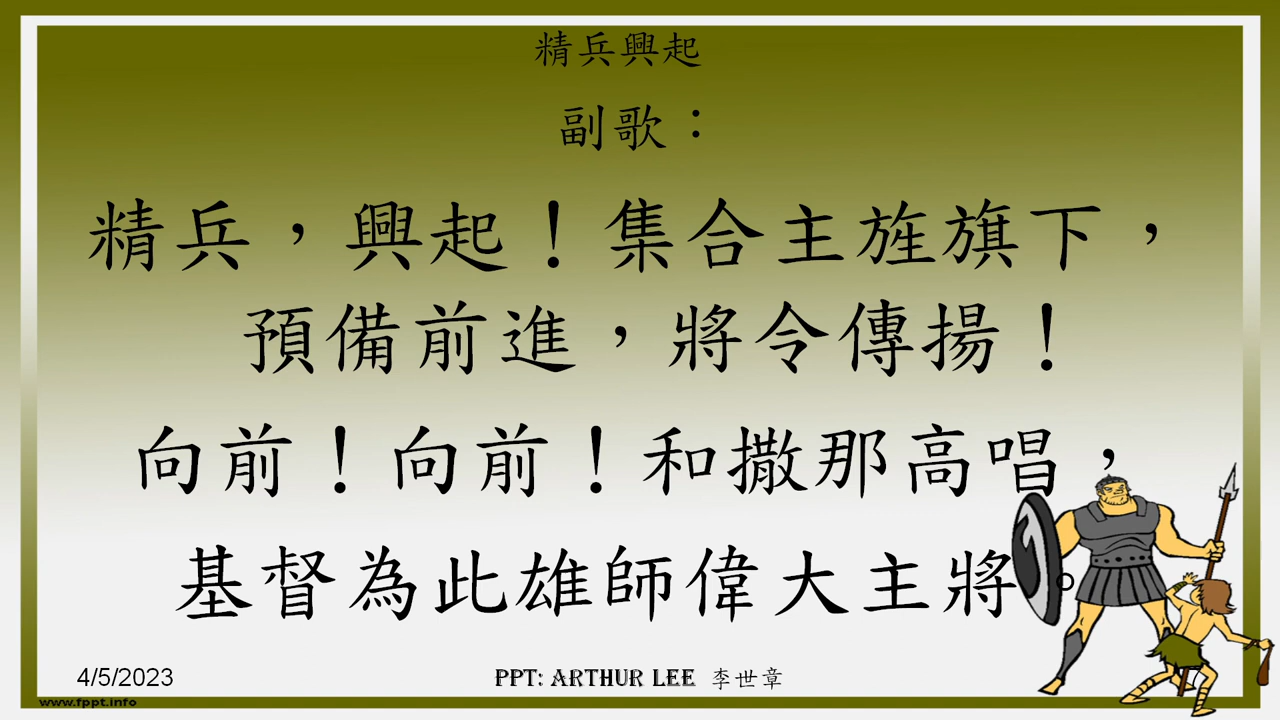 精兵興起
副歌：
精兵，興起！集合主旌旗下，
預備前進，將令傳揚！
向前！向前！和撒那高唱，
基督為此雄師偉大主將。
4/5/2023
PPT: ARTHUR LEE 李世章
www.fppt.info